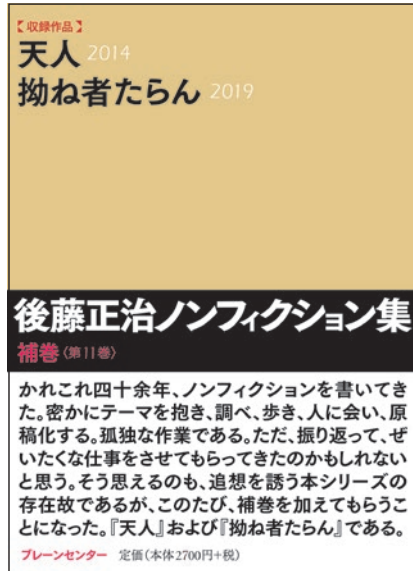 【収録作品】
天人 2014
拗ね者たらん 2019
後藤正治ノンフィクション集
補巻〈第11巻〉
かれこれ四十余年、ノンフィクションを書いてき
た。密かにテーマを抱き、調べ、歩き、人に会い、原
稿化する。孤独な作業である。ただ、振り返って、ぜ
いたくな仕事をさせてもらってきたのかもしれない
と思う。そう思えるのも、追想を誘う本シリーズの
存在故であるが、このたび、補巻を加えてもらうこ
とになった。『天人』および『拗ね者たらん』である。
ブレーンセンター 定価(本体2700円+税)